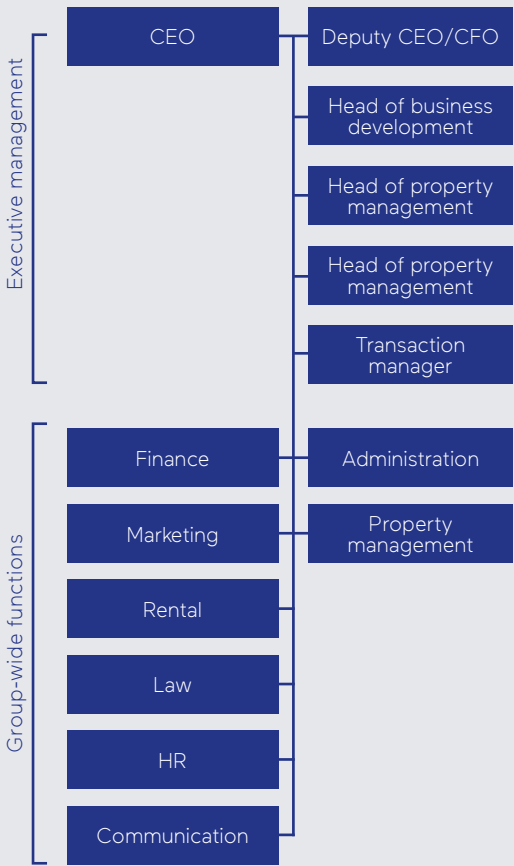 Executive management
CEO
Deputy CEO/CFO
Head of business
development
Head of property
management
Head of property
management
Transaction
manager
Group-wide functions
Finance
Administration
Marketing
Property
management
Rental
Law
HR
Communication